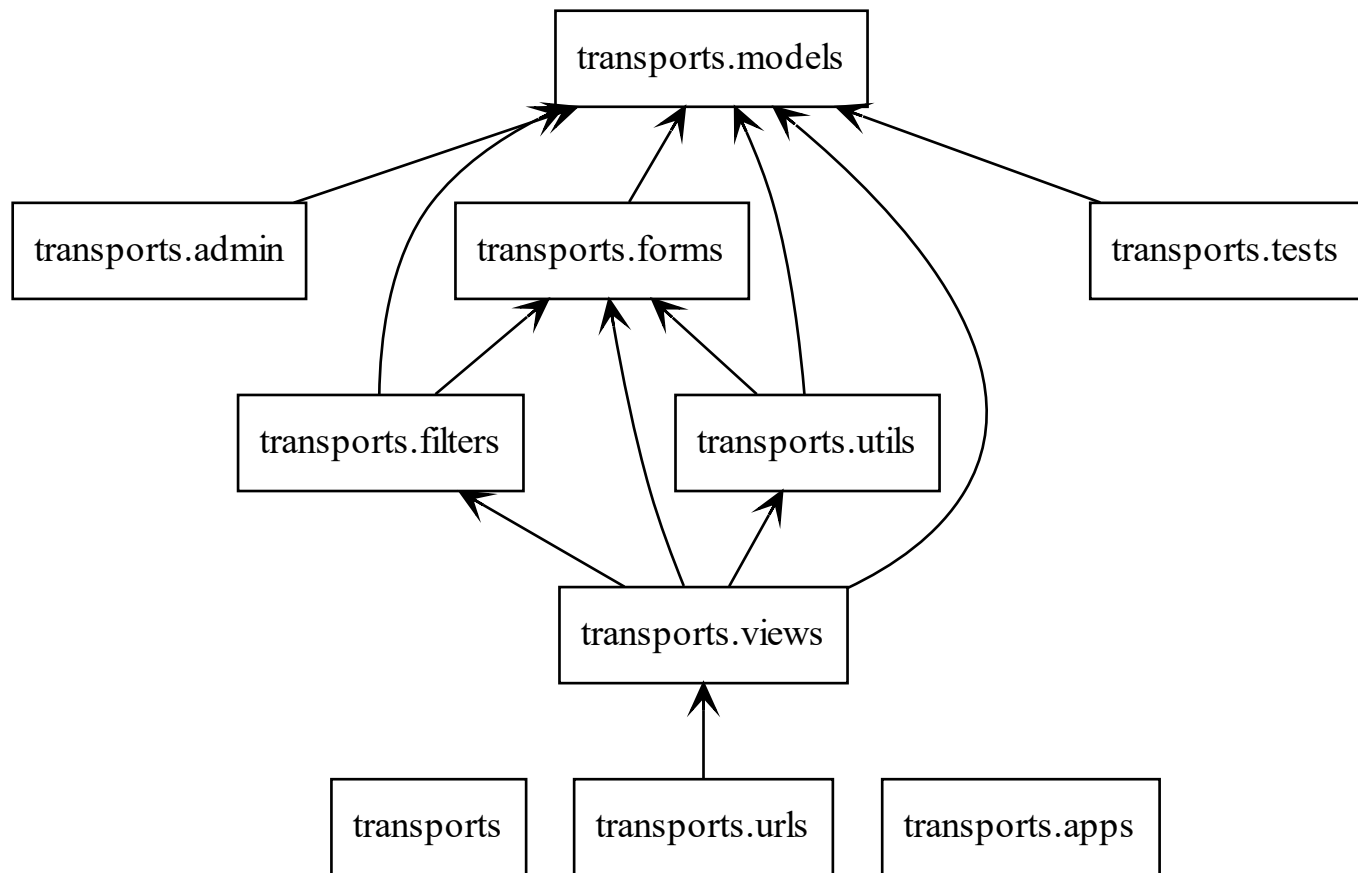 transports.models
transports.admin
transports.forms
transports.tests
transports.filters
transports.utils
transports.views
transports
transports.urls
transports.apps